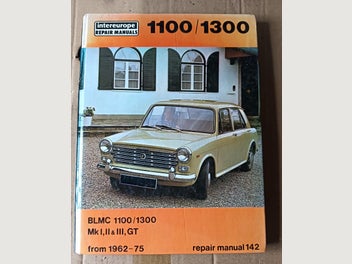 intereurope
REPAIR MANUALS
1100/1300
BLMC 1100/1300
Mk I,II & III, GT
from 1962-75
repair manual 142